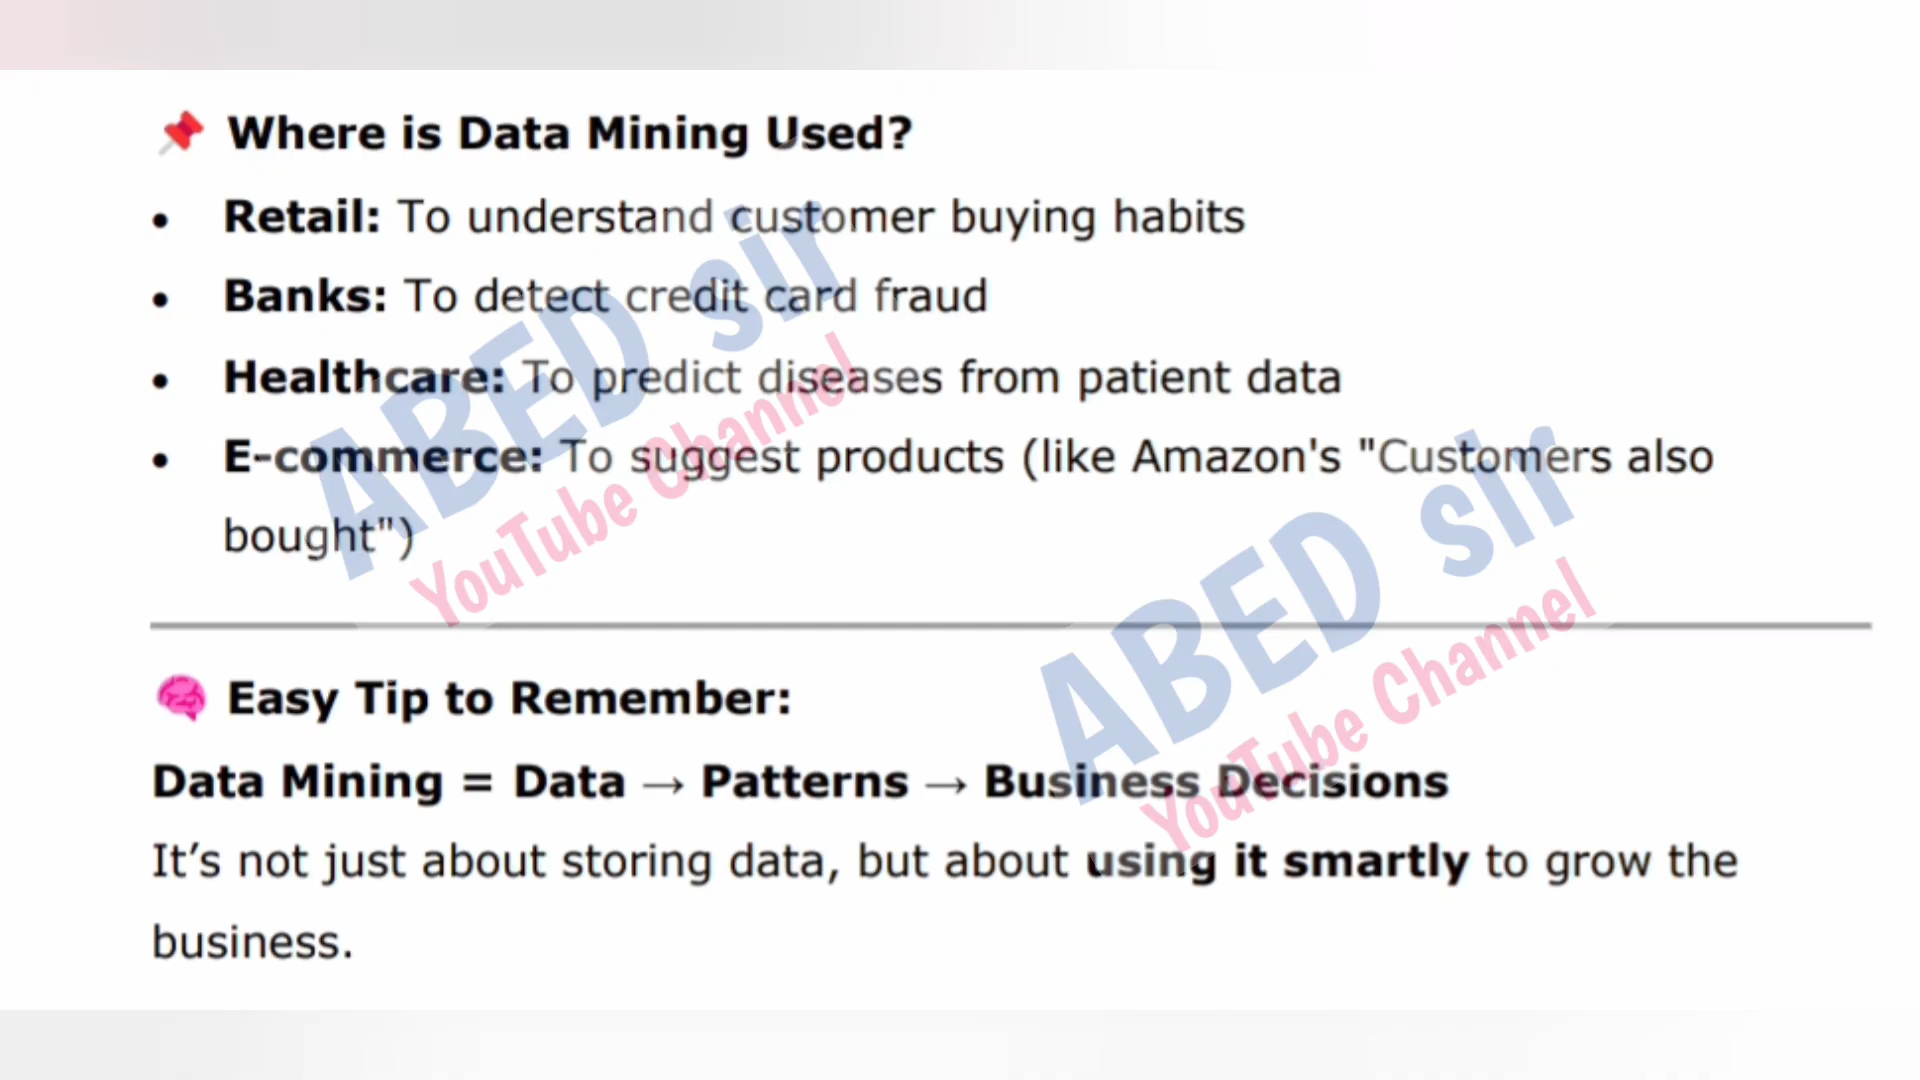 📌 Where is Data Mining Used?
• Retail: To understand customer buying habits
• Banks: To detect credit card fraud
• Healthcare: To predict diseases from patient data
• E-commerce: To suggest products (like Amazon's "Customers also
bought")
ABED sir
YouTube Channel
🧠 Easy Tip to Remember:
Data Mining = Data → Patterns → Business Decisions
It’s not just about storing data, but about using it smartly to grow the
business.
ABED sir
YouTube Channel